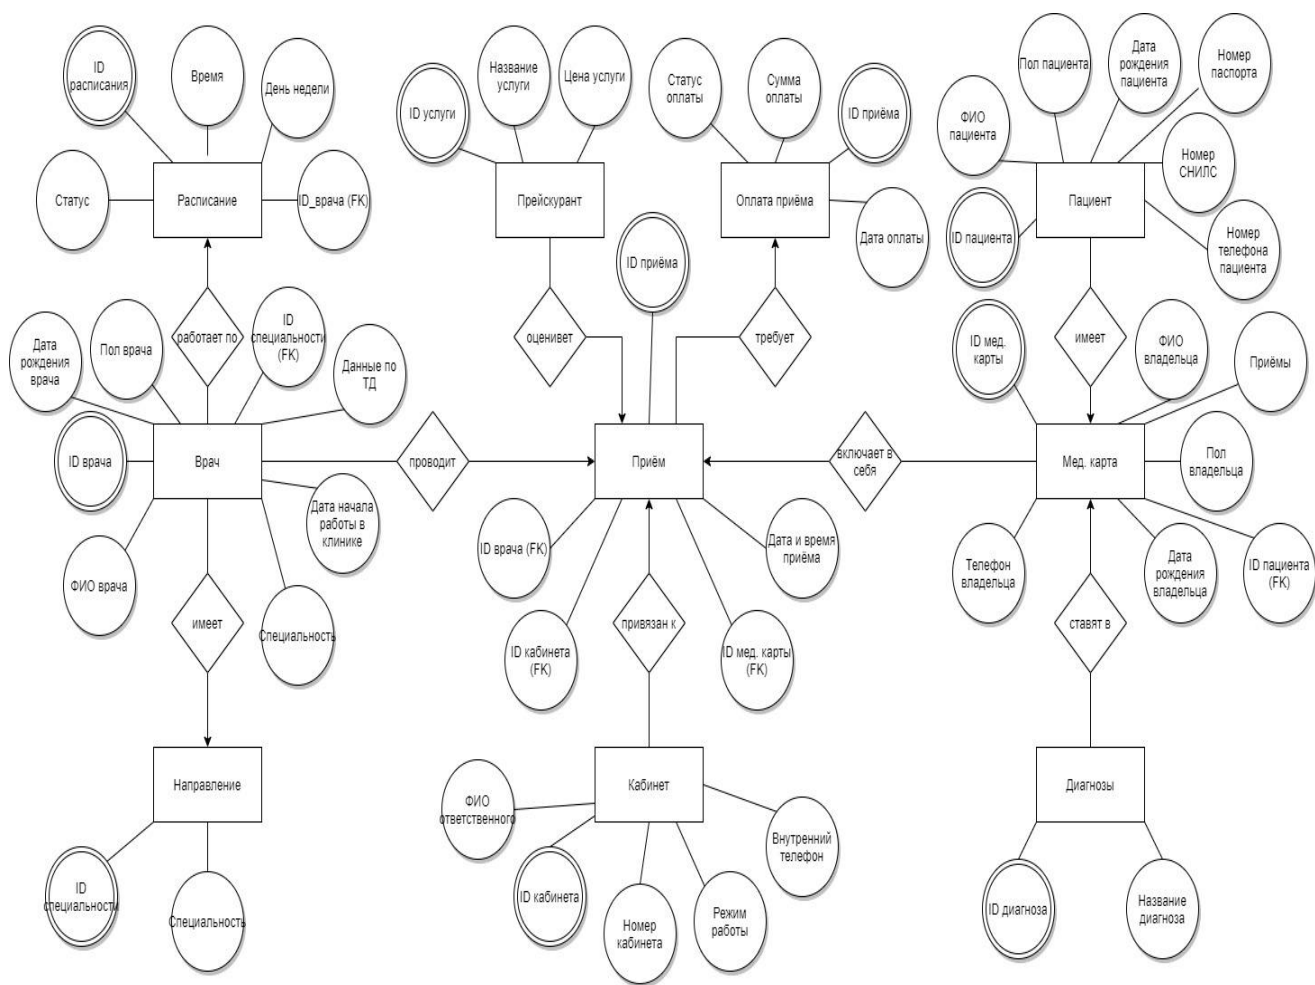 ID
расписания
Время
День недели
Статус
Расписание
ID_врача (FK)
ID услуги
Название
услуги
Цена услуги
Прейскурант
Статус
оплаты
Сумма
оплаты
ID приёма
Оплата приёма
Дата оплаты
Пол пациента
Дата
рождения
пациента
Номер
паспорта
ФИО
пациента
Номер
СНИЛС
Пациент
ID пациента
Номер
телефона
пациента
ID приёма
работает по
оценивет
требует
имеет
Дата
рождения
врача
Пол врача
ID
специальности
(FK)
Данные по
ТД
ID врача
Врач
ФИО врача
Дата начала
работы в
клинике
Специальность
проводит
Приём
включает в
себя
ID мед.
карты
ФИО
владельца
Приёмы
Мед. карта
Пол
владельца
Телефон
владельца
Дата
рождения
владельца
ID пациента
(FK)
ID врача (FK)
Дата и время
приёма
ID кабинета
(FK)
ID мед. карты
(FK)
имеет
привязан к
ставят в
Направление
ID
специальности
Специальность
Кабинет
ФИО
ответственного
ID кабинета
Номер
кабинета
Режим
работы
Внутренний
телефон
Диагнозы
ID диагноза
Название
диагноза